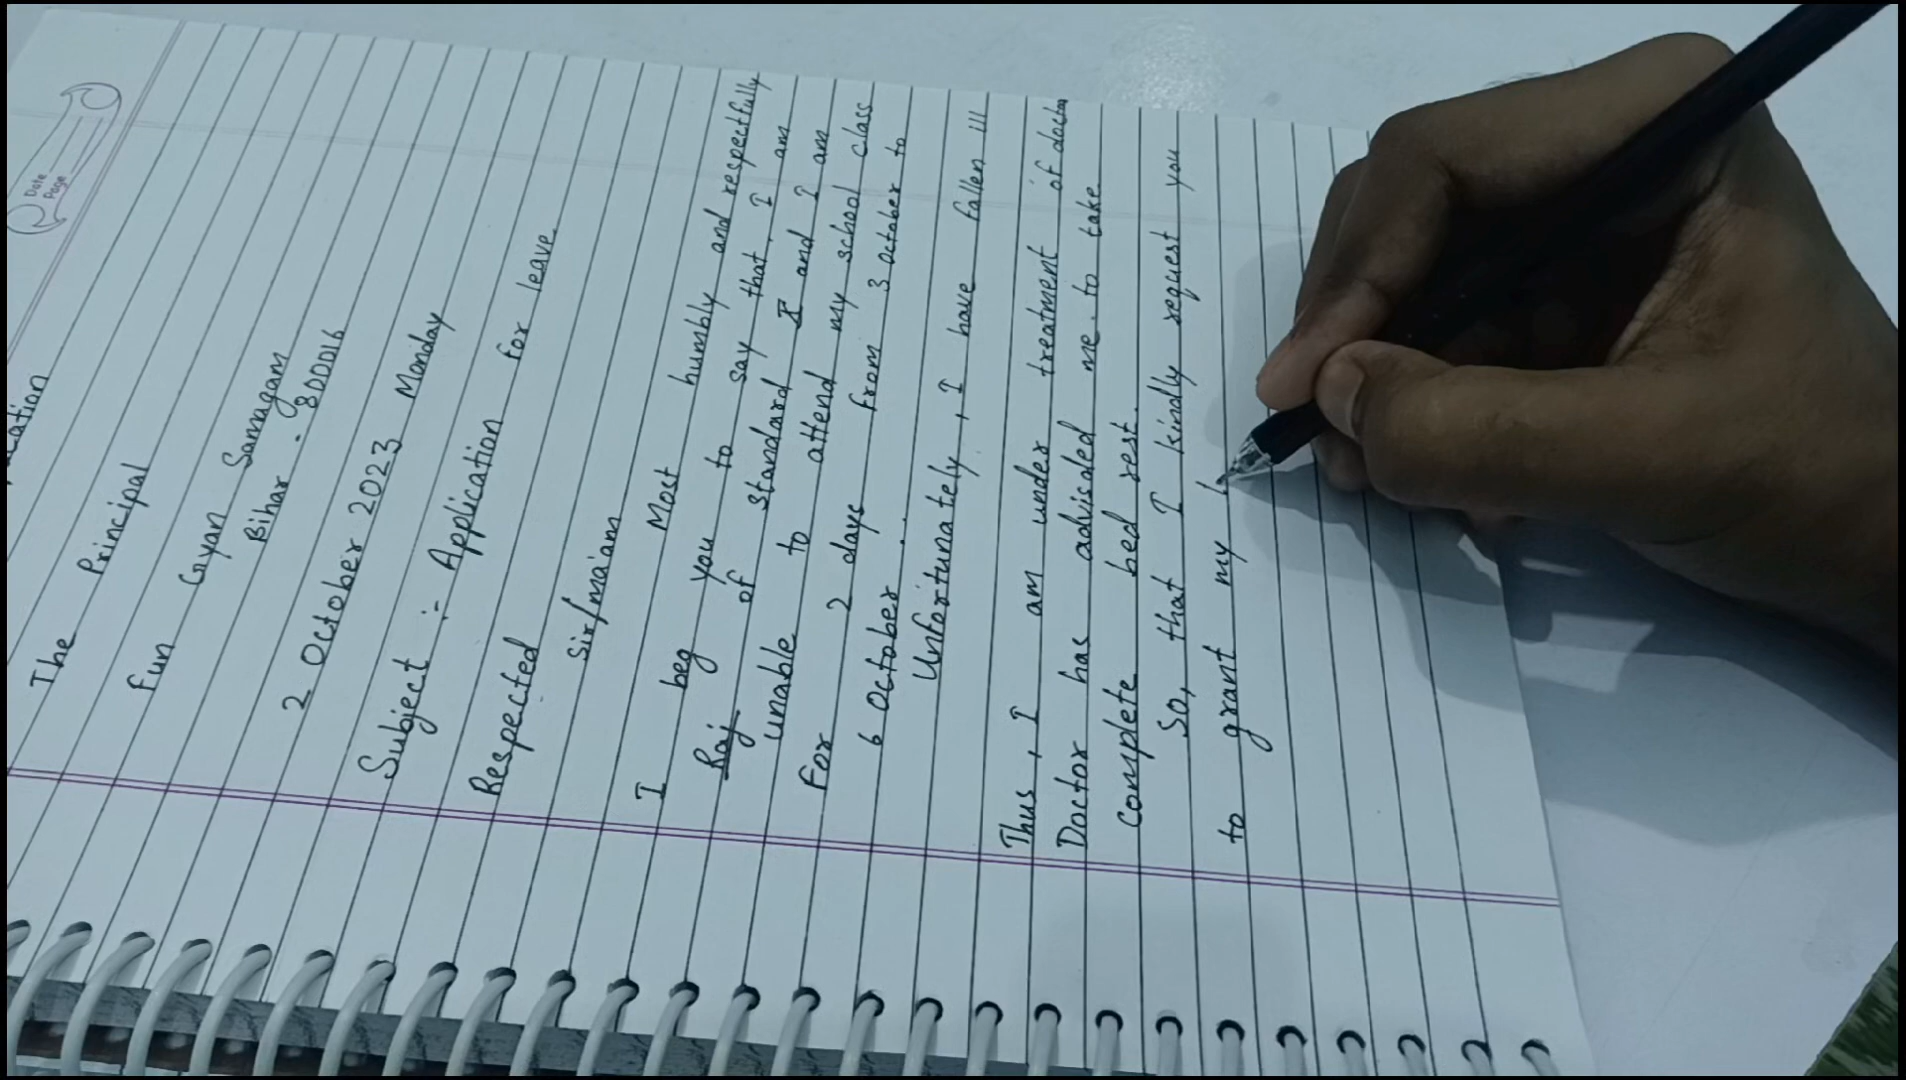 Date
Page
The Principal
Fun Gyan Samagam
Bihar - 800016
2 October 2023 Monday
Subject :- Application for leave
Respected
Sir/ma'am
I Most humbly and respectfully
beg you to say that I am
Raj of standard X and I am
unable to attend my school class
For 2 days from 3 october to
6 october.
Unfortunately, I have fallen ill
Thus, I am under treatment of doctor
Doctor has advisaled me to take
complete bed rest.
So, that I kindly request you
to grant my l